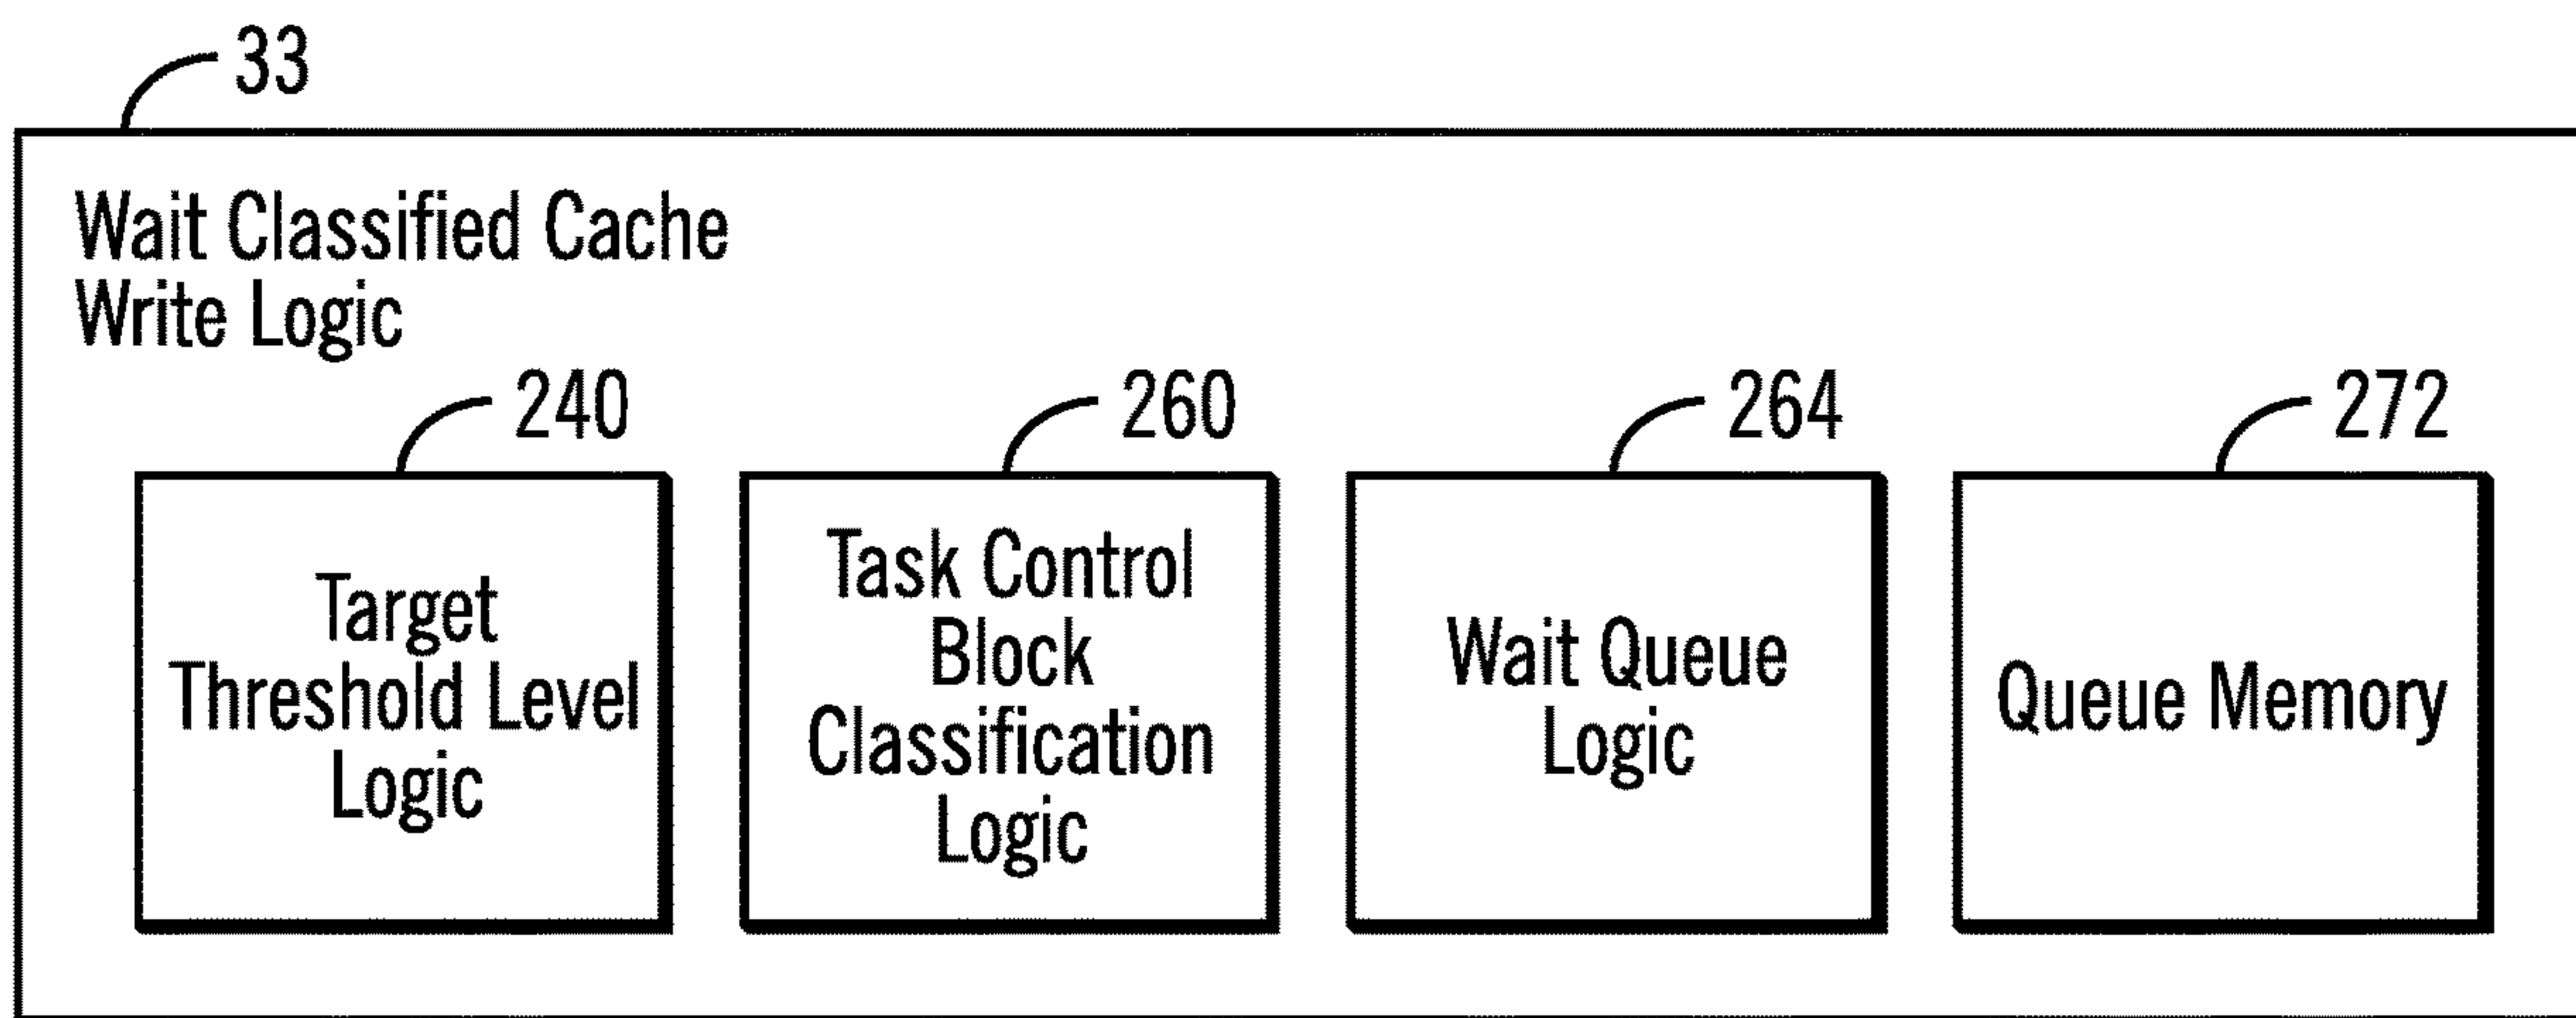 33
Wait Classified Cache
Write Logic
240
260
264
272
Target
Threshold Level
Logic
Task Control
Block
Classification
Logic
Wait Queue
Logic
Queue Memory